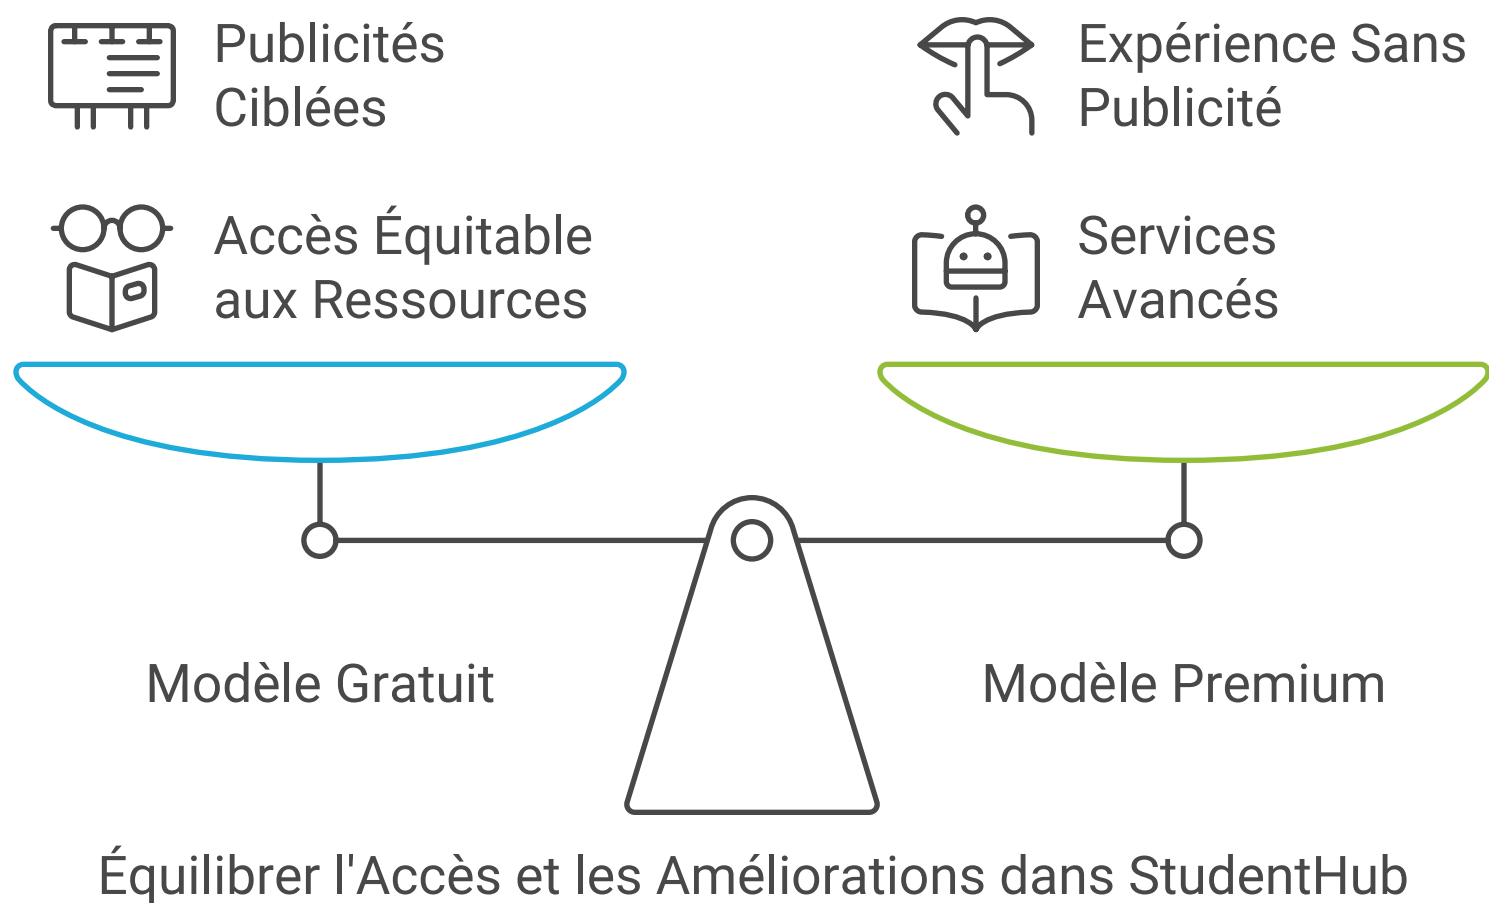 Publicités
Ciblées
Accès Équitable
aux Ressources
Expérience Sans
Publicité
Services
Avancés
Modèle Gratuit
Modèle Premium
Équilibrer l'Accès et les Améliorations dans StudentHub